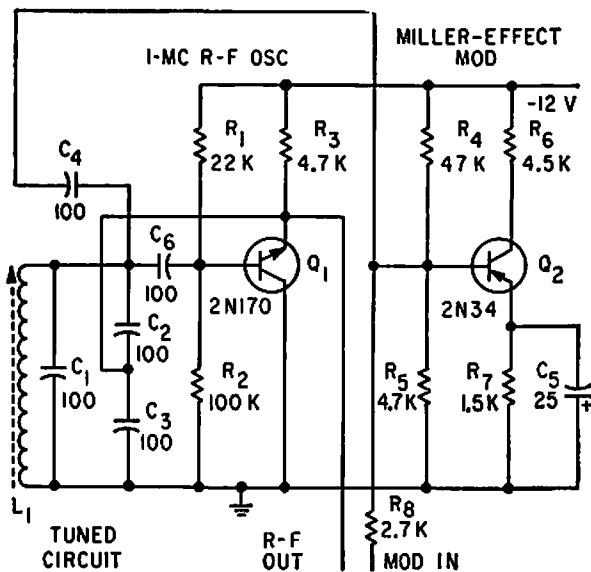 I-MC R-F OSC
MILLER-EFFECT
MOD
-12 V
R1
22 K
R3
4.7 K
R4
47 K
R6
4.5K
C4
100
C6
100
Q1
2N170
Q2
2N34
C2
100
C1
100
C3
100
R2
100 K
R5
4.7K
R7
1.5K
C5
25
+
L1
TUNED
CIRCUIT
R-F
OUT
R8
2.7 K
MOD IN